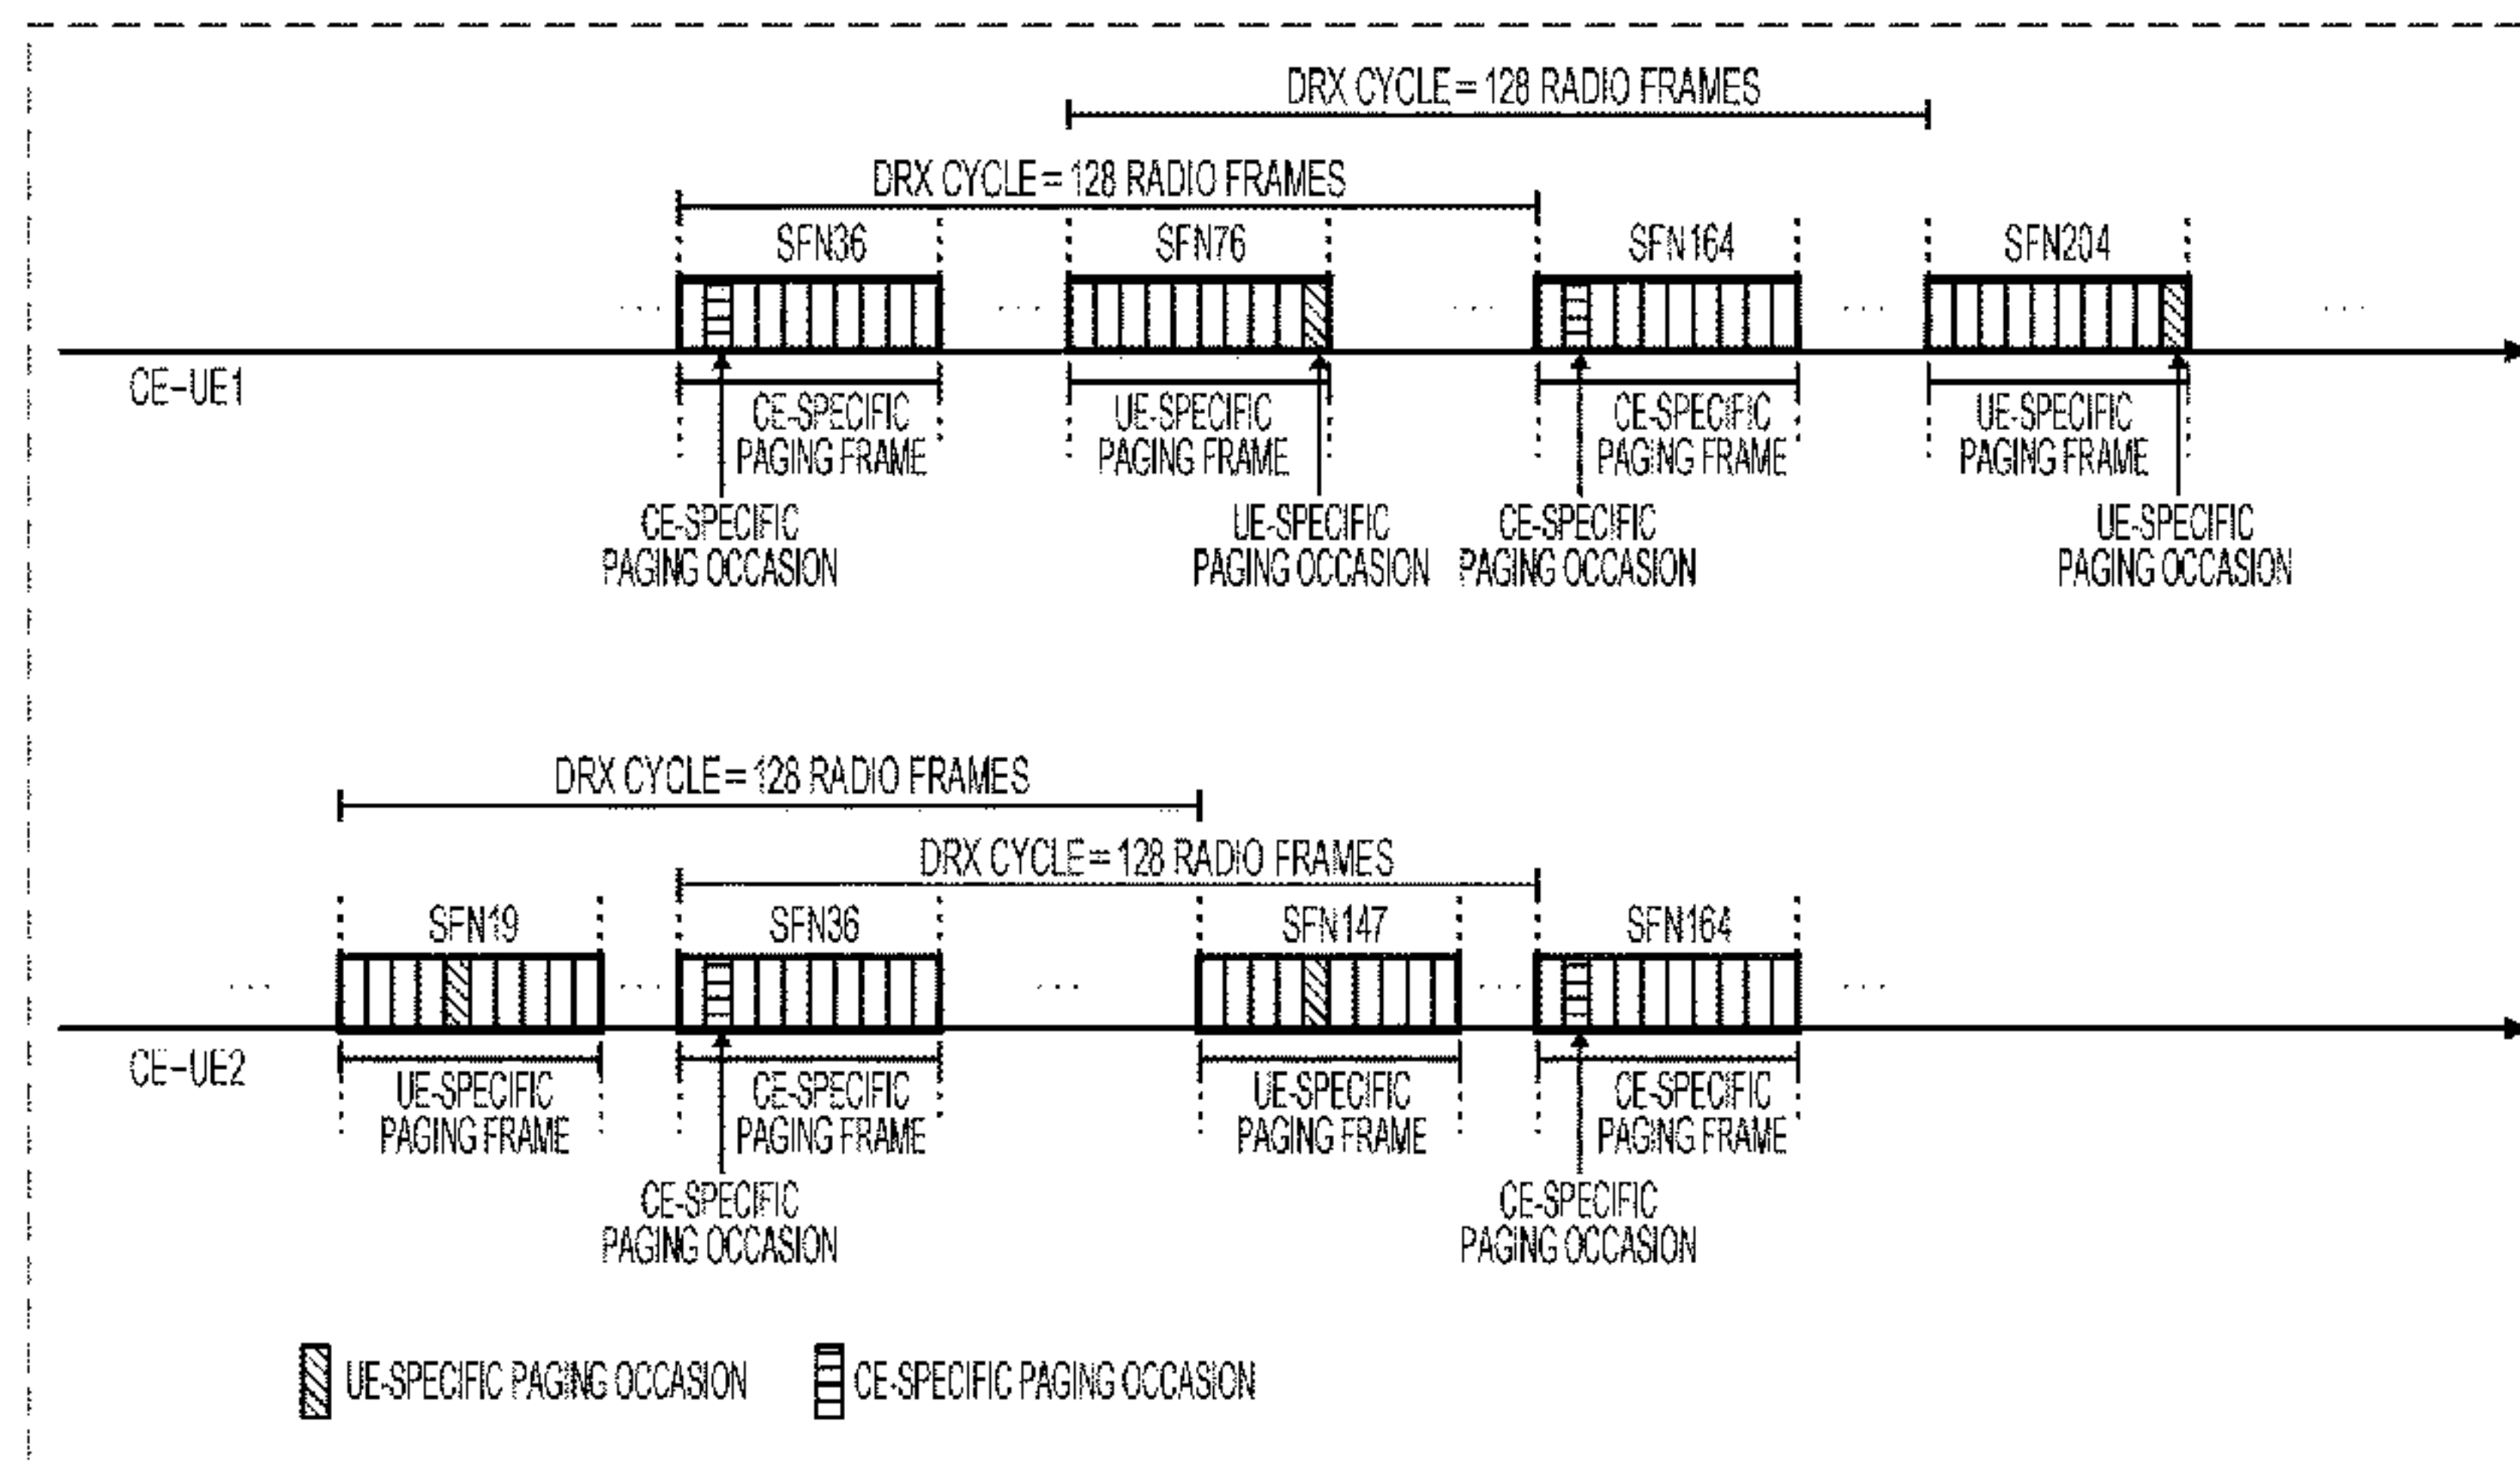 DRX CYCLE = 128 RADIO FRAMES
DRX CYCLE = 128 RADIO FRAMES
SFN36 SFN76 SFN164 SFN204
... ... ... ... ...
CE-UE1
CE-SPECIFIC UE-SPECIFIC CE-SPECIFIC UE-SPECIFIC
PAGING FRAME PAGING FRAME PAGING FRAME PAGING FRAME
CE-SPECIFIC UE-SPECIFIC CE-SPECIFIC UE-SPECIFIC
PAGING OCCASION PAGING OCCASION PAGING OCCASION PAGING OCCASION
DRX CYCLE = 128 RADIO FRAMES
DRX CYCLE = 128 RADIO FRAMES
SFN19 SFN36 SFN147 SFN164
... ... ... ... ...
CE-UE2
UE-SPECIFIC CE-SPECIFIC UE-SPECIFIC CE-SPECIFIC
PAGING FRAME PAGING FRAME PAGING FRAME PAGING FRAME
CE-SPECIFIC CE-SPECIFIC
PAGING OCCASION PAGING OCCASION
UE-SPECIFIC PAGING OCCASION CE-SPECIFIC PAGING OCCASION